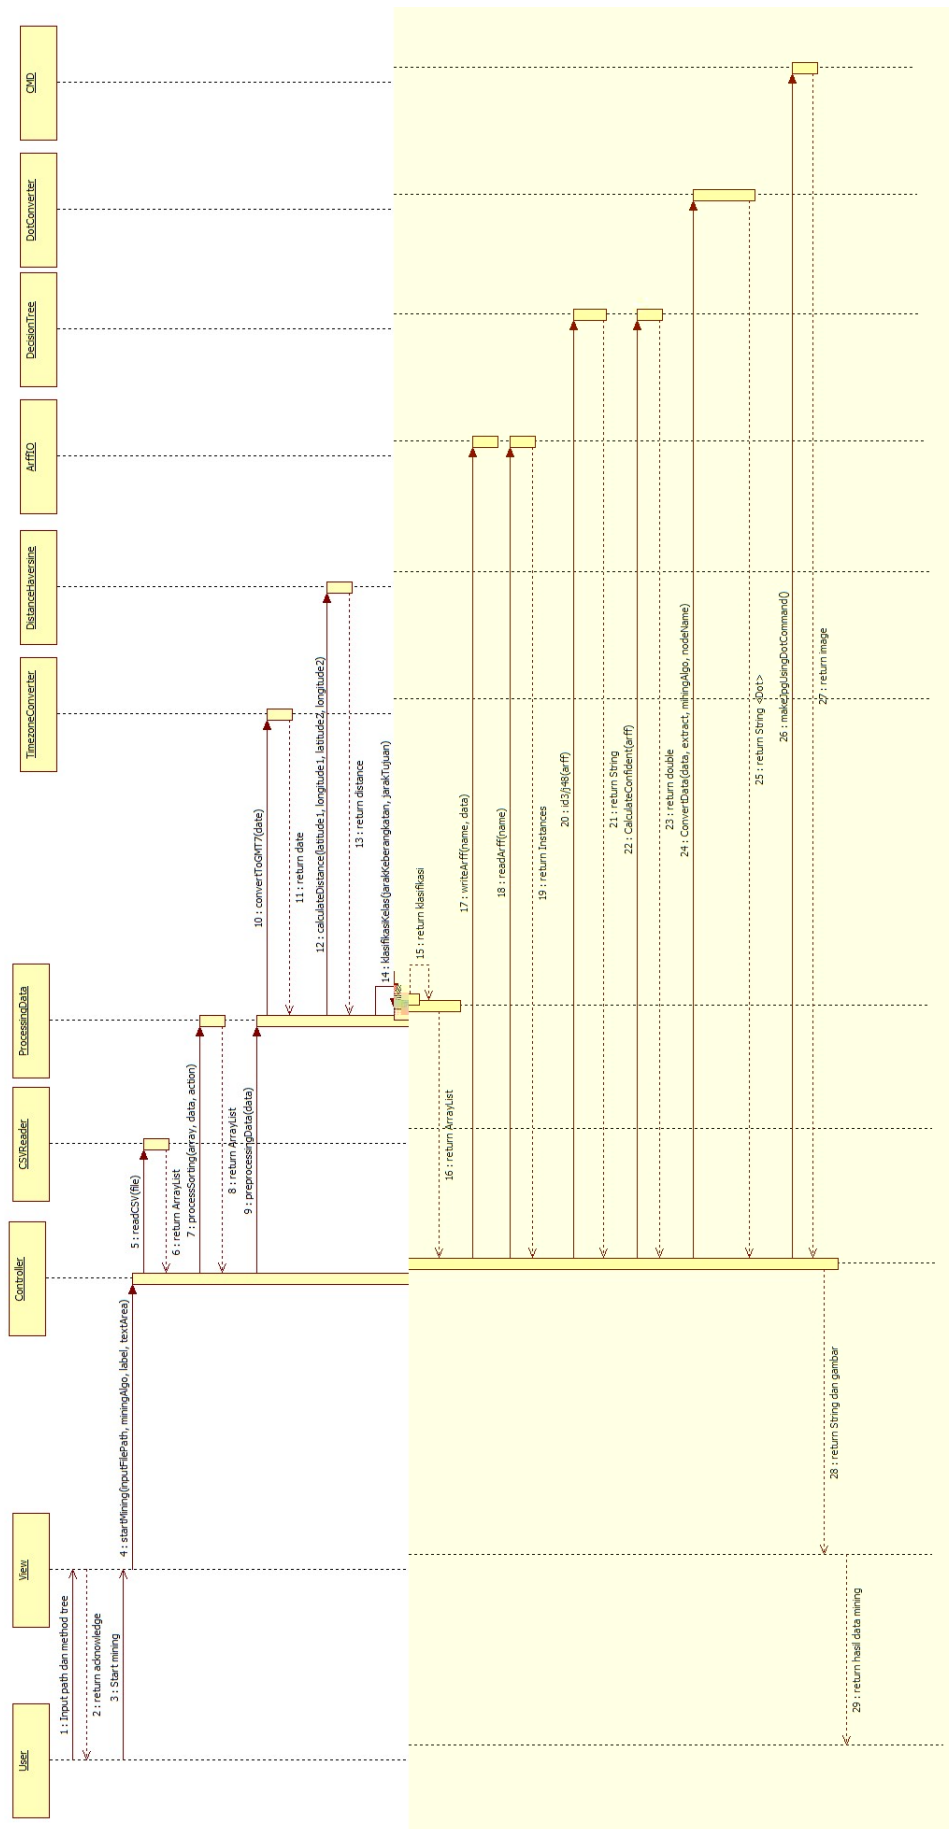 User
View
Controller
CSVReader
ProcessingData
TimezoneConverter
DistanceHaversine
ArffIO
DecisionTree
DotConverter
CMD
1 : Input path dan method tree
2 : return acknowledge
3 : Start mining
4 : startMining(inputFilePath, miningAlgo, label, textArea)
5 : readCSV(file)
6 : return ArrayList
7 : processSorting(array, data, action)
8 : return ArrayList
9 : preprocessingData(data)
10 : convertToGMT7(date)
11 : return date
12 : calculateDistance(latitude1, longitude1, latitude2, longitude2)
13 : return distance
14 : klasifikasiKelas(jarakKeberangkatan, jarakTujuan)
15 : return klasifikasi
16 : return ArrayList
17 : writeArff(name, data)
18 : readArff(name)
19 : return Instances
20 : id3/j48(arff)
21 : return String
22 : CalculateConfident(arff)
23 : return double
24 : ConvertData(data, extract, miningAlgo, nodeName)
25 : return String <Dot>
26 : makeJpgUsingDotCommand()
27 : return image
28 : return String dan gambar
29 : return hasil data mining